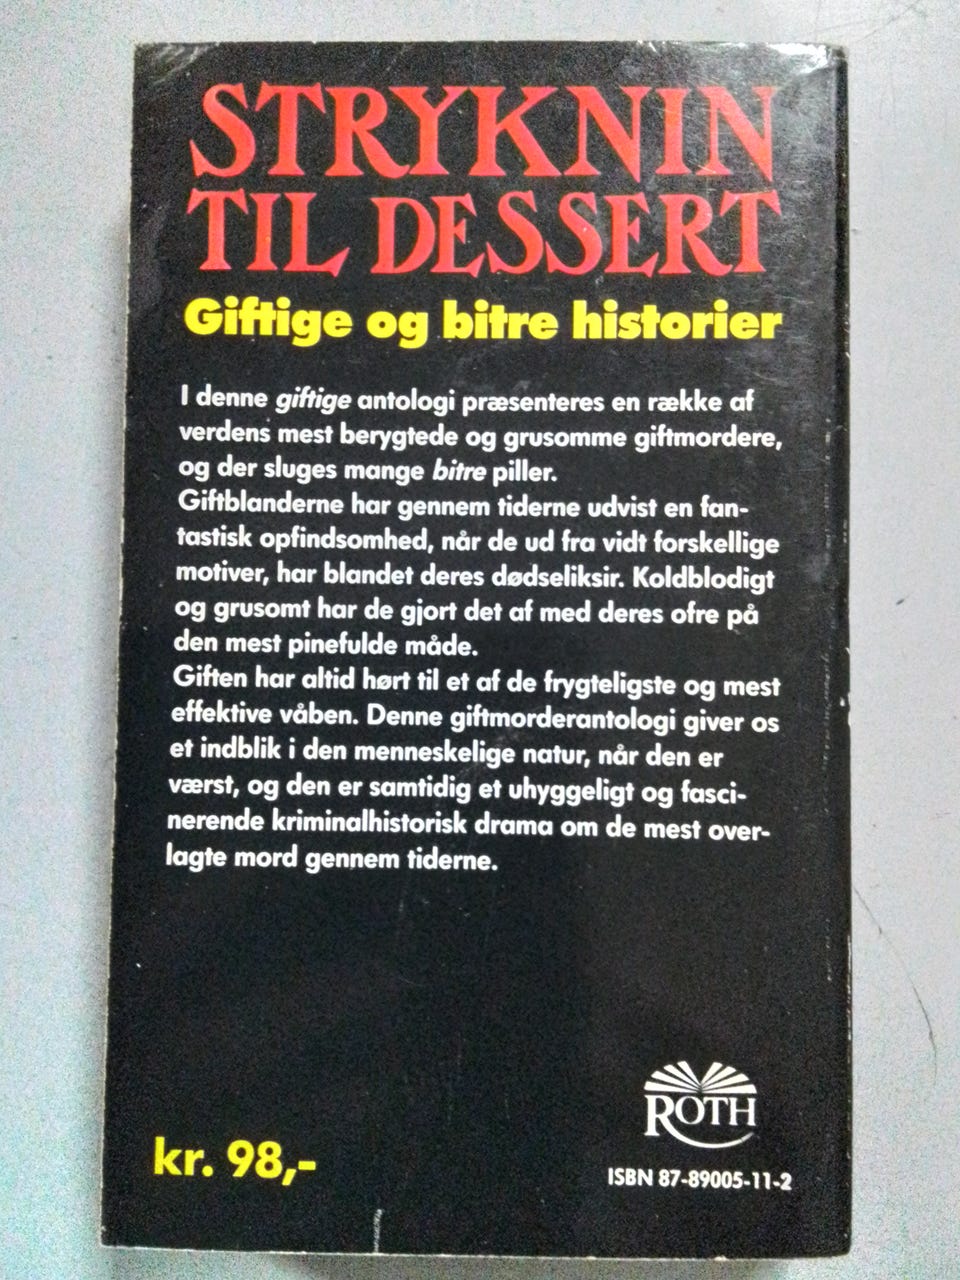 STRYKNIN
TIL DESSERT
Giftige og bitre historier
I denne giftige antologi præsenteres en række af
verdens mest berygtede og grusomme giftmordere,
og der sluges mange bitre piller.
Giftblanderne har gennem tiderne udvist en fan-
tastisk opfindsomhed, når de ud fra vidt forskellige
motiver, har blandet deres dødseliksir. Koldblodigt
og grusomt har de gjort det af med deres ofre på
den mest pinefulde måde.
Giften har altid hørt til et af de frygteligste og mest
effektive våben. Denne giftmorderantologi giver os
et indblik i den menneskelige natur, når den er
værst, og den er samtidig et uhyggeligt og fasci-
nerende kriminalhistorisk drama om de mest over-
lagte mord gennem tiderne.
ROTH
kr. 98,-
ISBN 87-89005-11-2